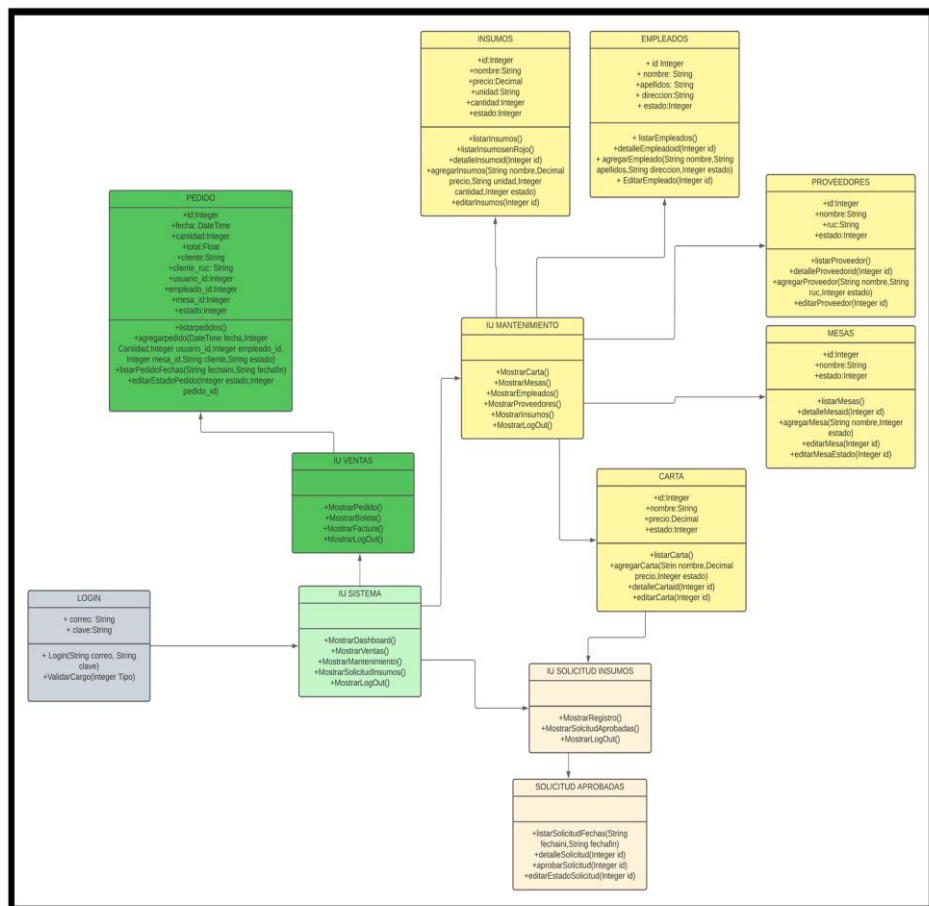 INSUMOS
+id:Integer
+nombre:String
+precio:Decimal
+unidad:String
+cantidad:Integer
+estado:Integer
+listarInsumos()
+listarInsumosenRojo()
+detalleInsumoid(Integer id)
+agregarInsumos(String nombre,Decimal
precio,String unidad,Integer
cantidad,Integer estado)
+editarInsumos(Integer id)
EMPLEADOS
+ id Integer
+ nombre: String
+apellidos: String
+ direccion:String
+ estado:Integer
+ listarEmpleados()
+detalleEmpleadoid(Integer id)
+ agregarEmpleado(String nombre,String
apellidos,String direccion,Integer estado)
+ EditarEmpleado(Integer id)
PROVEEDORES
+id:Integer
+nombre:String
+ruc:String
+estado:Integer
+listarProveedor()
+detalleProveedorid(Integer id)
+agregarProveedor(String nombre,String
ruc,Integer estado)
+editarProveedor(Integer id)
PEDIDO
+id:Integer
+fecha: DateTime
+cantidad:Integer
+total:Float
+cliente:String
+cliente_ruc: String
+usuario_id:Integer
+empleado_id:Integer
+mesa_id:Integer
+estado:Integer
+listarpedidos()
+agregarpedido(DateTime fecha,Integer
Cantidad,Integer usuario_id,Integer empleado_id,
Integer mesa_id,String cliente,String estado)
+listarPedidoFechas(String fechaini,String fechafin)
+editarEstadoPedido(Integer estado,Integer
pedido_id)
IU MANTENIMIENTO
+MostrarCarta()
+MostrarMesas()
+MostrarEmpleados()
+MostrarProveedores()
+MostrarInsumos()
+MostrarLogOut()
MESAS
+id:Integer
+nombre:String
+estado:Integer
+listarMesas()
+detalleMesaid(Integer id)
+agregarMesa(String nombre,Integer
estado)
+editarMesa(Integer id)
+editarMesaEstado(Integer id)
IU VENTAS
+MostrarPedido()
+MostrarBoleta()
+MostrarFactura()
+MostrarLogOut()
CARTA
+id:Integer
+nombre:String
+precio:Decimal
+estado:Integer
+listarCarta()
+agregarCarta(Strin nombre,Decimal
precio,Integer estado)
+detalleCartaid(Integer id)
+editarCarta(Integer id)
LOGIN
+ correo: String
+ clave:String
+ Login(String correo, String
clave)
+ValidarCargo(integer Tipo)
IU SISTEMA
+MostrarDashboard()
+MostrarVentas()
+MostrarMantenimiento()
+MostrarSolicitudInsumos()
+MostrarLogOut()
IU SOLICITUD INSUMOS
+MostrarRegistro()
+MostrarSolcitudAprobadas()
+MostrarLogOut()
SOLICITUD APROBADAS
+listarSolicitudFechas(String
fechaini,String fechafin)
+detalleSolicitud(Integer id)
+aprobarSolicitud(Integer id)
+editarEstadoSolicitud(Integer id)